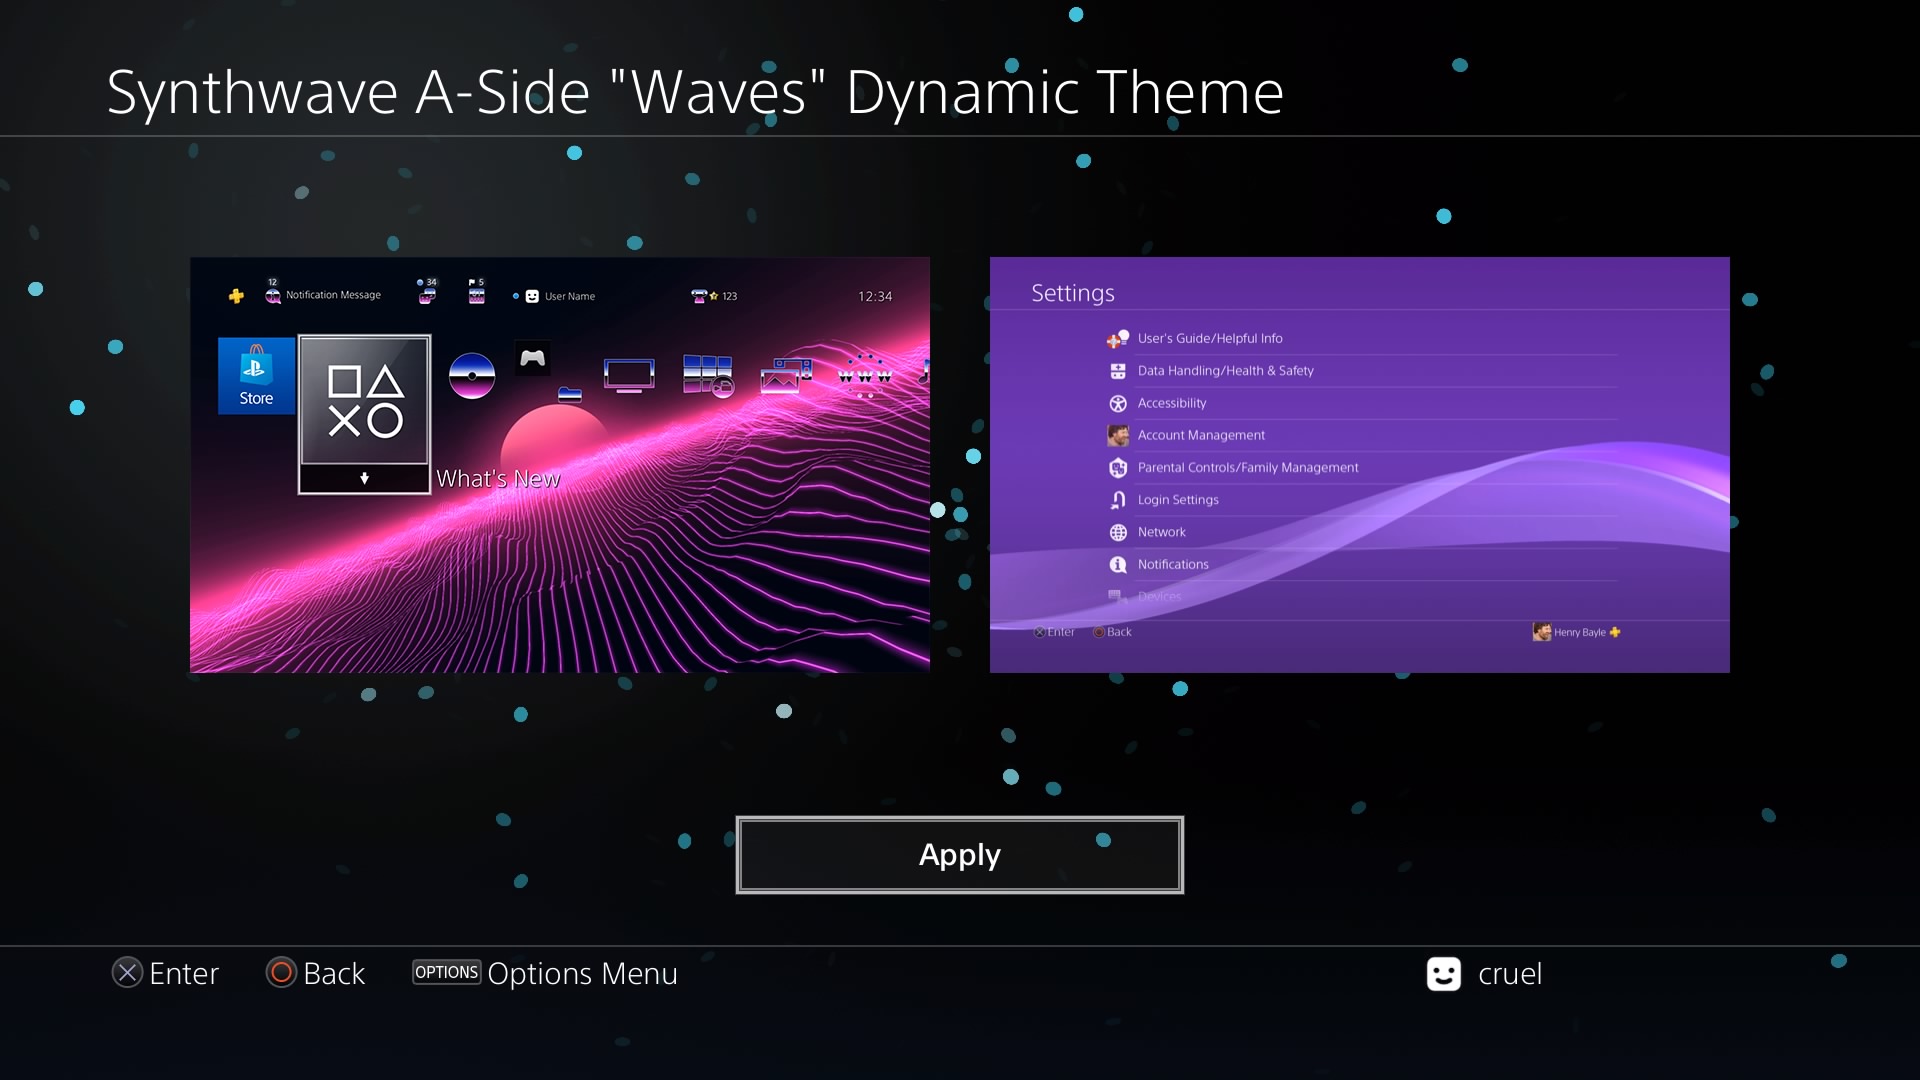 Synthwave A-Side "Waves" Dynamic Theme
12
Notification Message
34
5
User Name
123
12:34
Store
www
What's New
Settings
User's Guide/Helpful Info
Data Handling/Health & Safety
Accessibility
Account Management
Parental Controls/Family Management
Login Settings
Network
Notifications
Devices
Enter
Back
Henry Bayle
Apply
Enter
Back
OPTIONS Options Menu
cruel